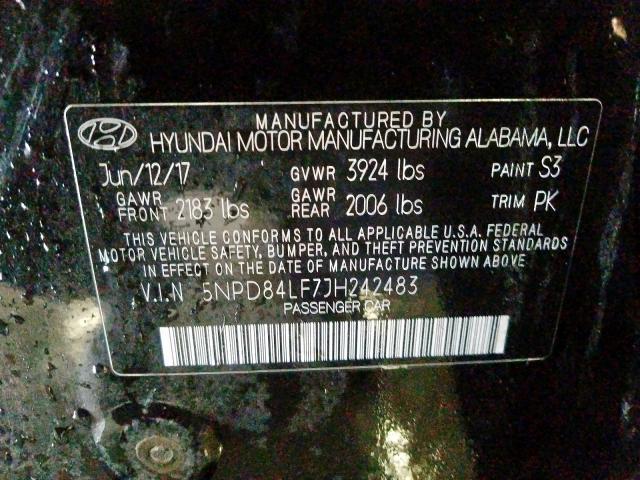 MANUFACTURED BY
HYUNDAI MOTOR MANUFACTURING ALABAMA, LLC
Jun/12/17 GVWR 3924 lbs PAINT S3
GAWR FRONT 2183 lbs GAWR REAR 2006 lbs TRIM PK
THIS VEHICLE CONFORMS TO ALL APPLICABLE U.S.A. FEDERAL
MOTOR VEHICLE SAFETY, BUMPER, AND THEFT PREVENTION STANDARDS
IN EFFECT ON THE DATE OF MANUFACTURE SHOWN ABOVE.
V.I.N 5NPD84LF7JH242483
PASSENGER CAR